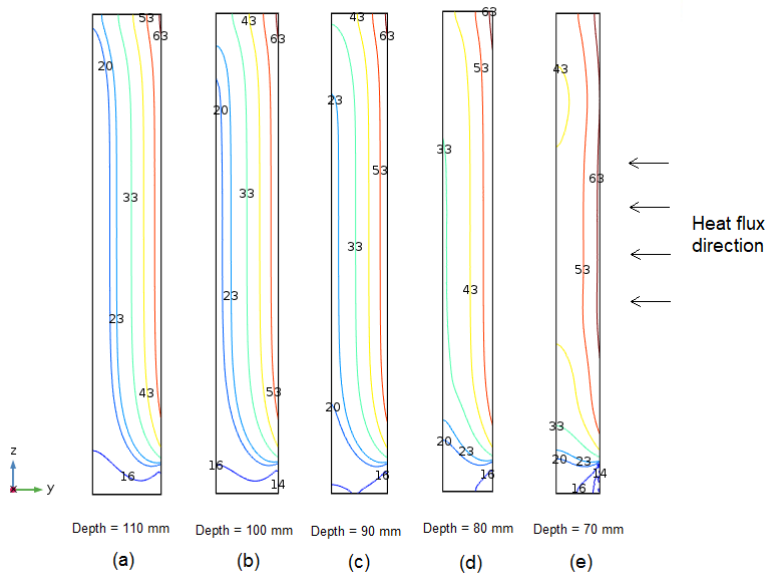 53 43 43 63
63 63 63 53
20 20 23 43
33 33 33 63
53
33 43 53
23 23
43 53 20 33
20 23 20 23
16 16 14 16 16 14
z
y
Heat flux
direction
Depth = 110 mm Depth = 100 mm Depth = 90 mm Depth = 80 mm Depth = 70 mm
(a) (b) (c) (d) (e)